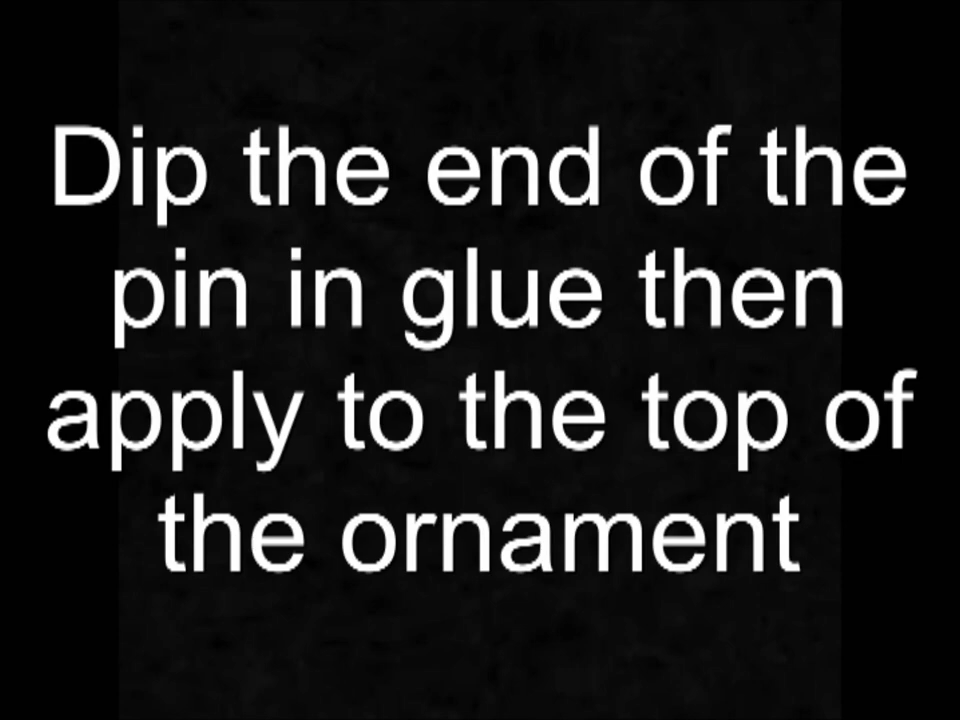 Dip the end of the
pin in glue then
apply to the top of
the ornament